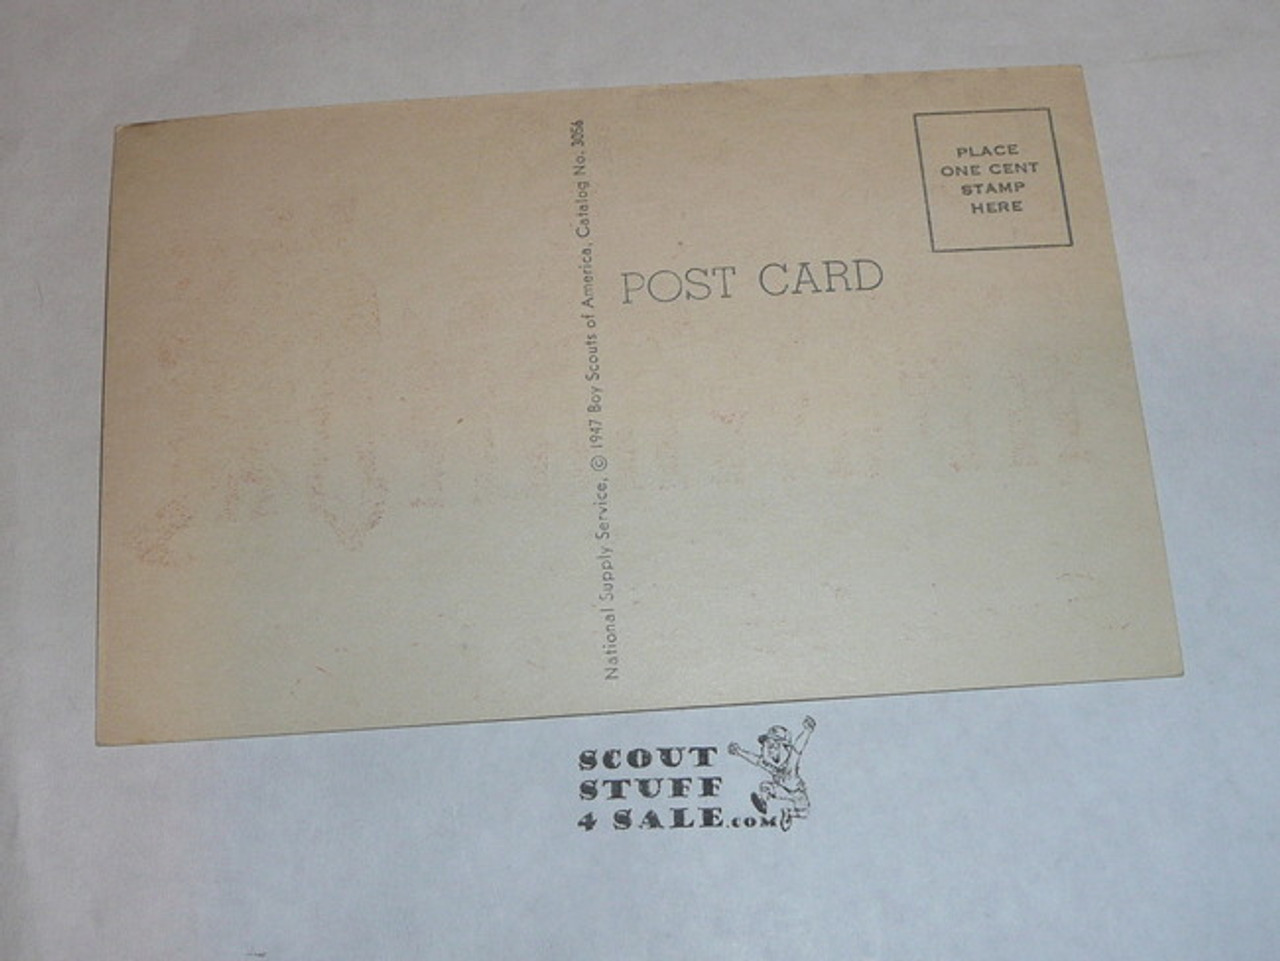 PLACE
ONE CENT
STAMP
HERE
POST CARD
National Supply Service, © 1947 Boy Scouts of America, Catalog No. 3056
SCOUT
STUFF
4 SALE.COM